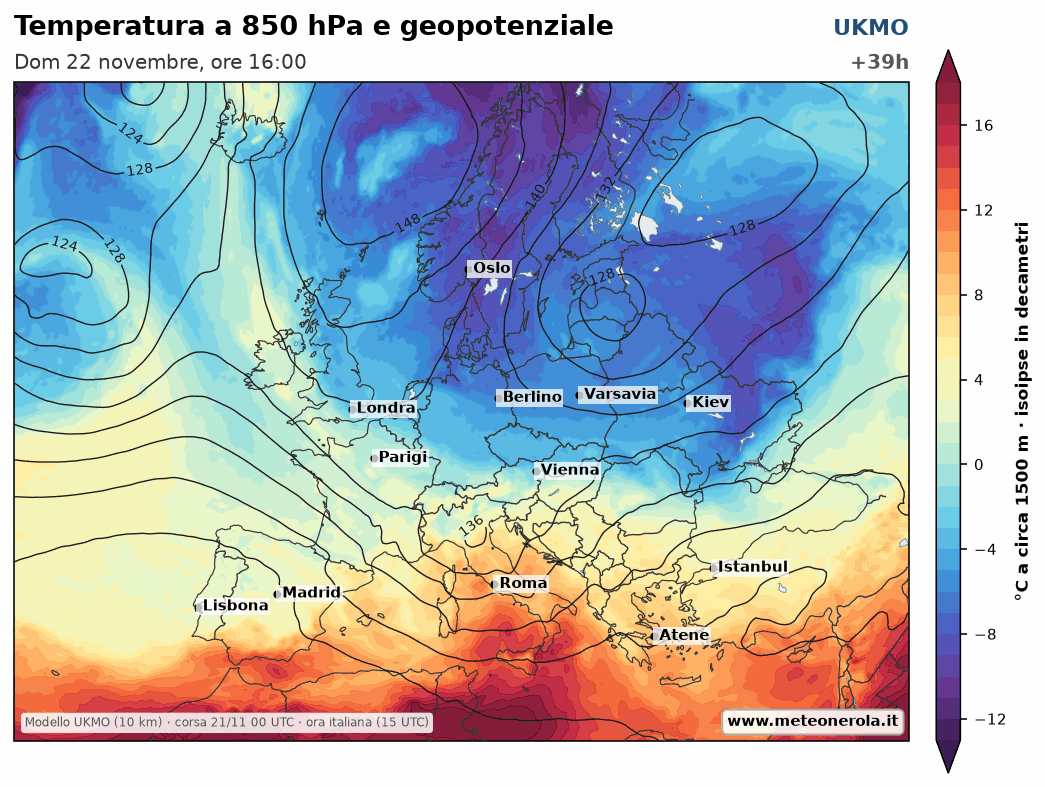 Temperatura a 850 hPa e geopotenziale
UKMO
Dom 22 novembre, ore 16:00
+39h
124
128
124
128
148
140
132
128
128
136
Oslo
Londra
Berlino
Varsavia
Kiev
Parigi
Vienna
Roma
Istanbul
Madrid
Lisbona
Atene
16
12
8
4
0
−4
−8
−12
°C a circa 1500 m · isoipse in decametri
Modello UKMO (10 km) · corsa 21/11 00 UTC · ora italiana (15 UTC)
www.meteonerola.it